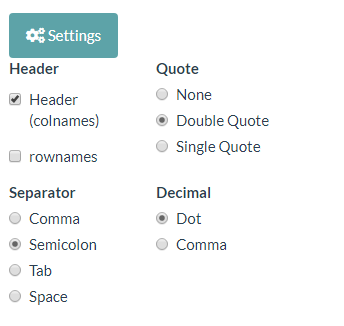 Settings
Header
Header
(colnames)
rownames
Quote
None
Double Quote
Single Quote
Separator
Comma
Semicolon
Tab
Space
Decimal
Dot
Comma